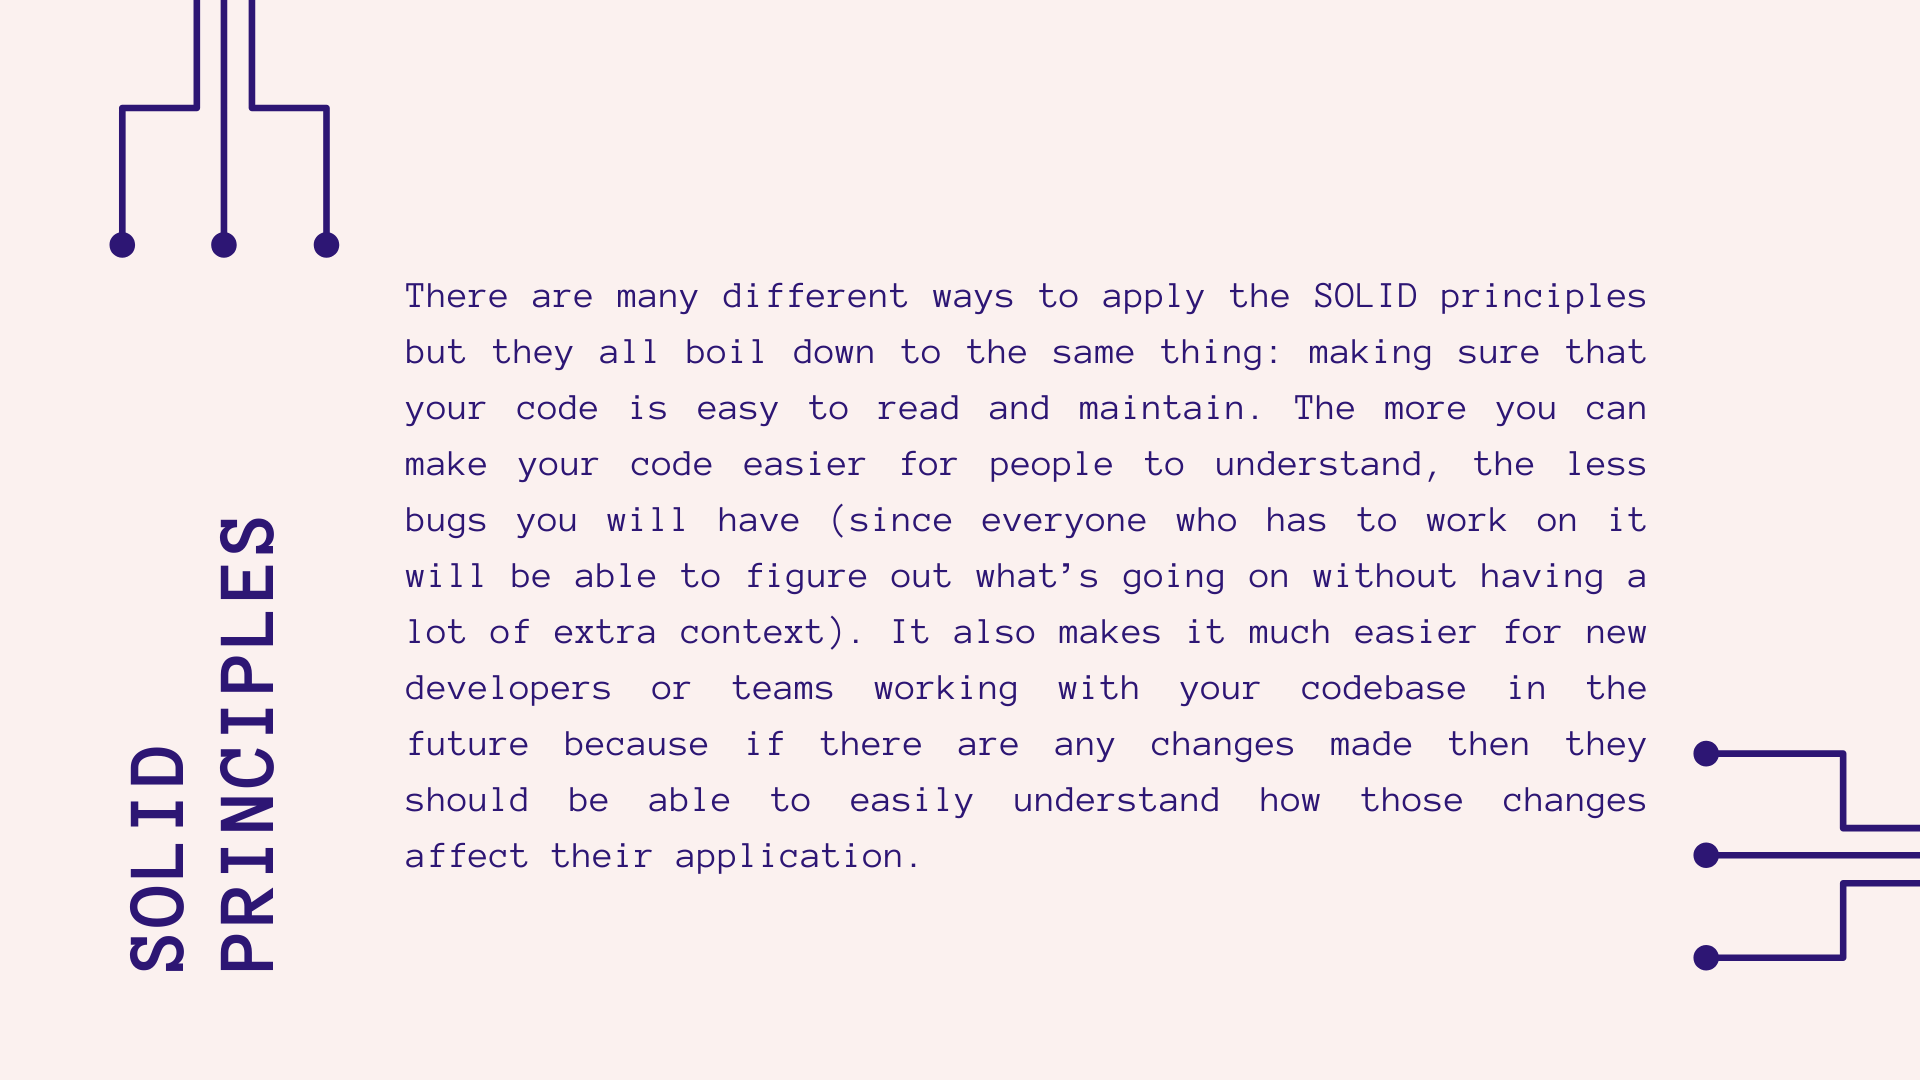 SOLID
PRINCIPLES
There are many different ways to apply the SOLID principles
but they all boil down to the same thing: making sure that
your code is easy to read and maintain. The more you can
make your code easier for people to understand, the less
bugs you will have (since everyone who has to work on it
will be able to figure out what’s going on without having a
lot of extra context). It also makes it much easier for new
developers or teams working with your codebase in the
future because if there are any changes made then they
should be able to easily understand how those changes
affect their application.